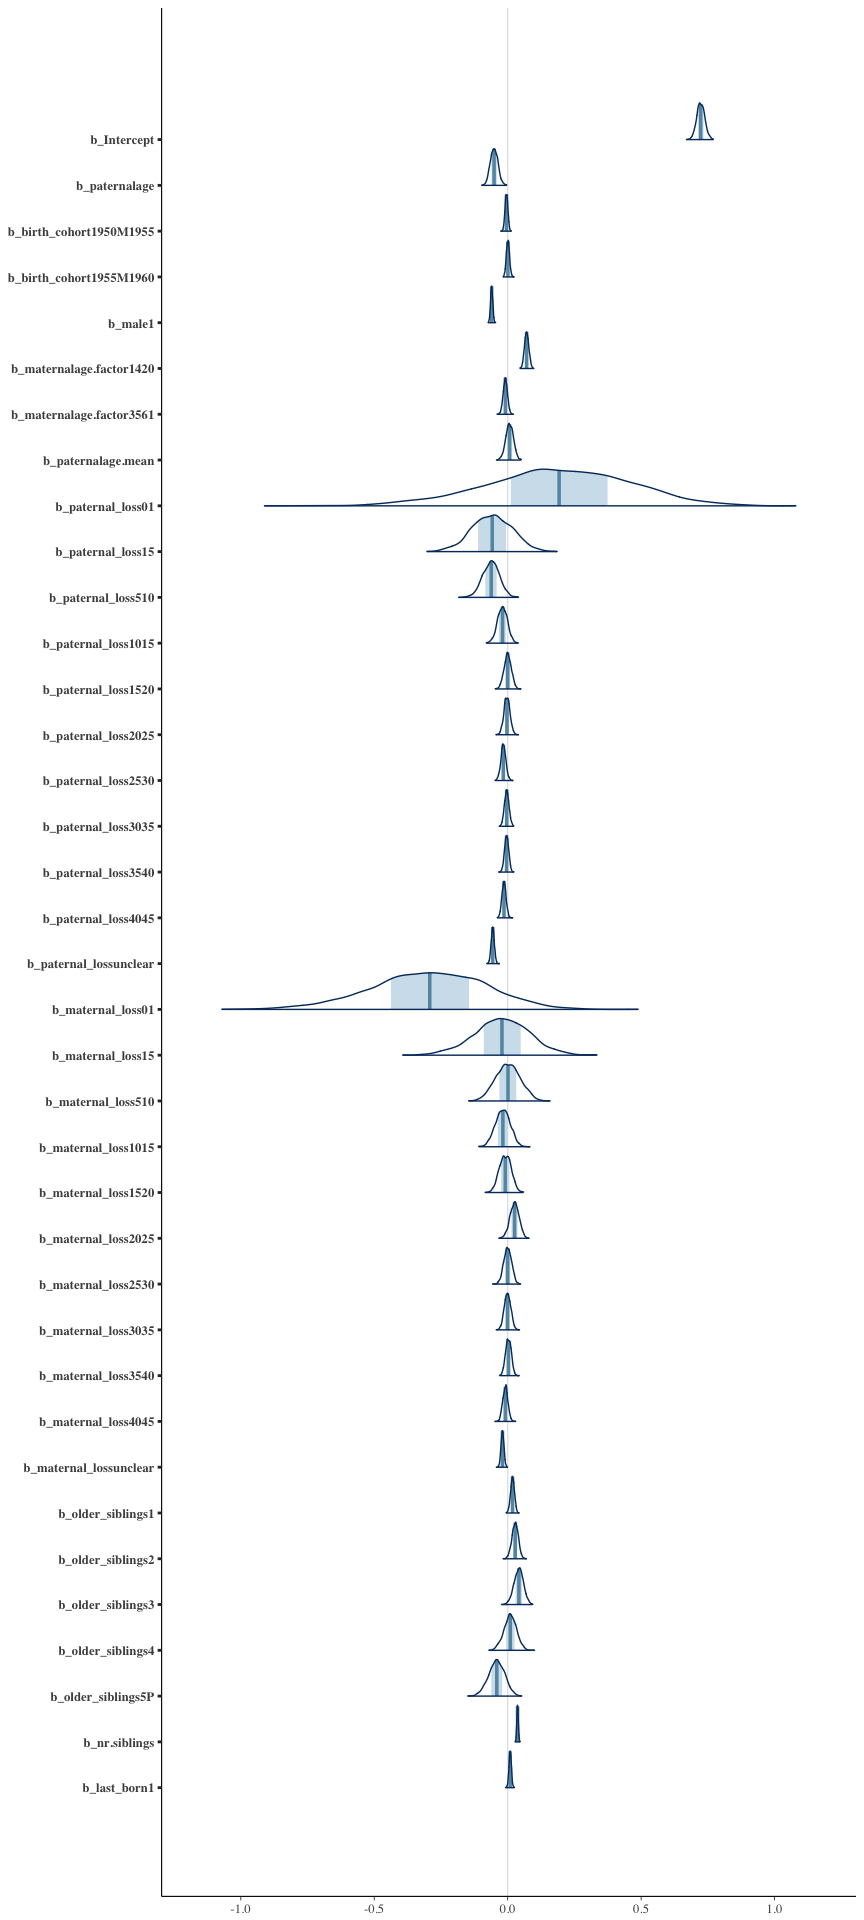 b_Intercept
b_paternalage
b_birth_cohort1950M1955
b_birth_cohort1955M1960
b_male1
b_maternalage.factor1420
b_maternalage.factor3561
b_paternalage.mean
b_paternal_loss01
b_paternal_loss15
b_paternal_loss510
b_paternal_loss1015
b_paternal_loss1520
b_paternal_loss2025
b_paternal_loss2530
b_paternal_loss3035
b_paternal_loss3540
b_paternal_loss4045
b_paternal_lossunclear
b_maternal_loss01
b_maternal_loss15
b_maternal_loss510
b_maternal_loss1015
b_maternal_loss1520
b_maternal_loss2025
b_maternal_loss2530
b_maternal_loss3035
b_maternal_loss3540
b_maternal_loss4045
b_maternal_lossunclear
b_older_siblings1
b_older_siblings2
b_older_siblings3
b_older_siblings4
b_older_siblings5P
b_nr.siblings
b_last_born1
-1.0 -0.5 0.0 0.5 1.0